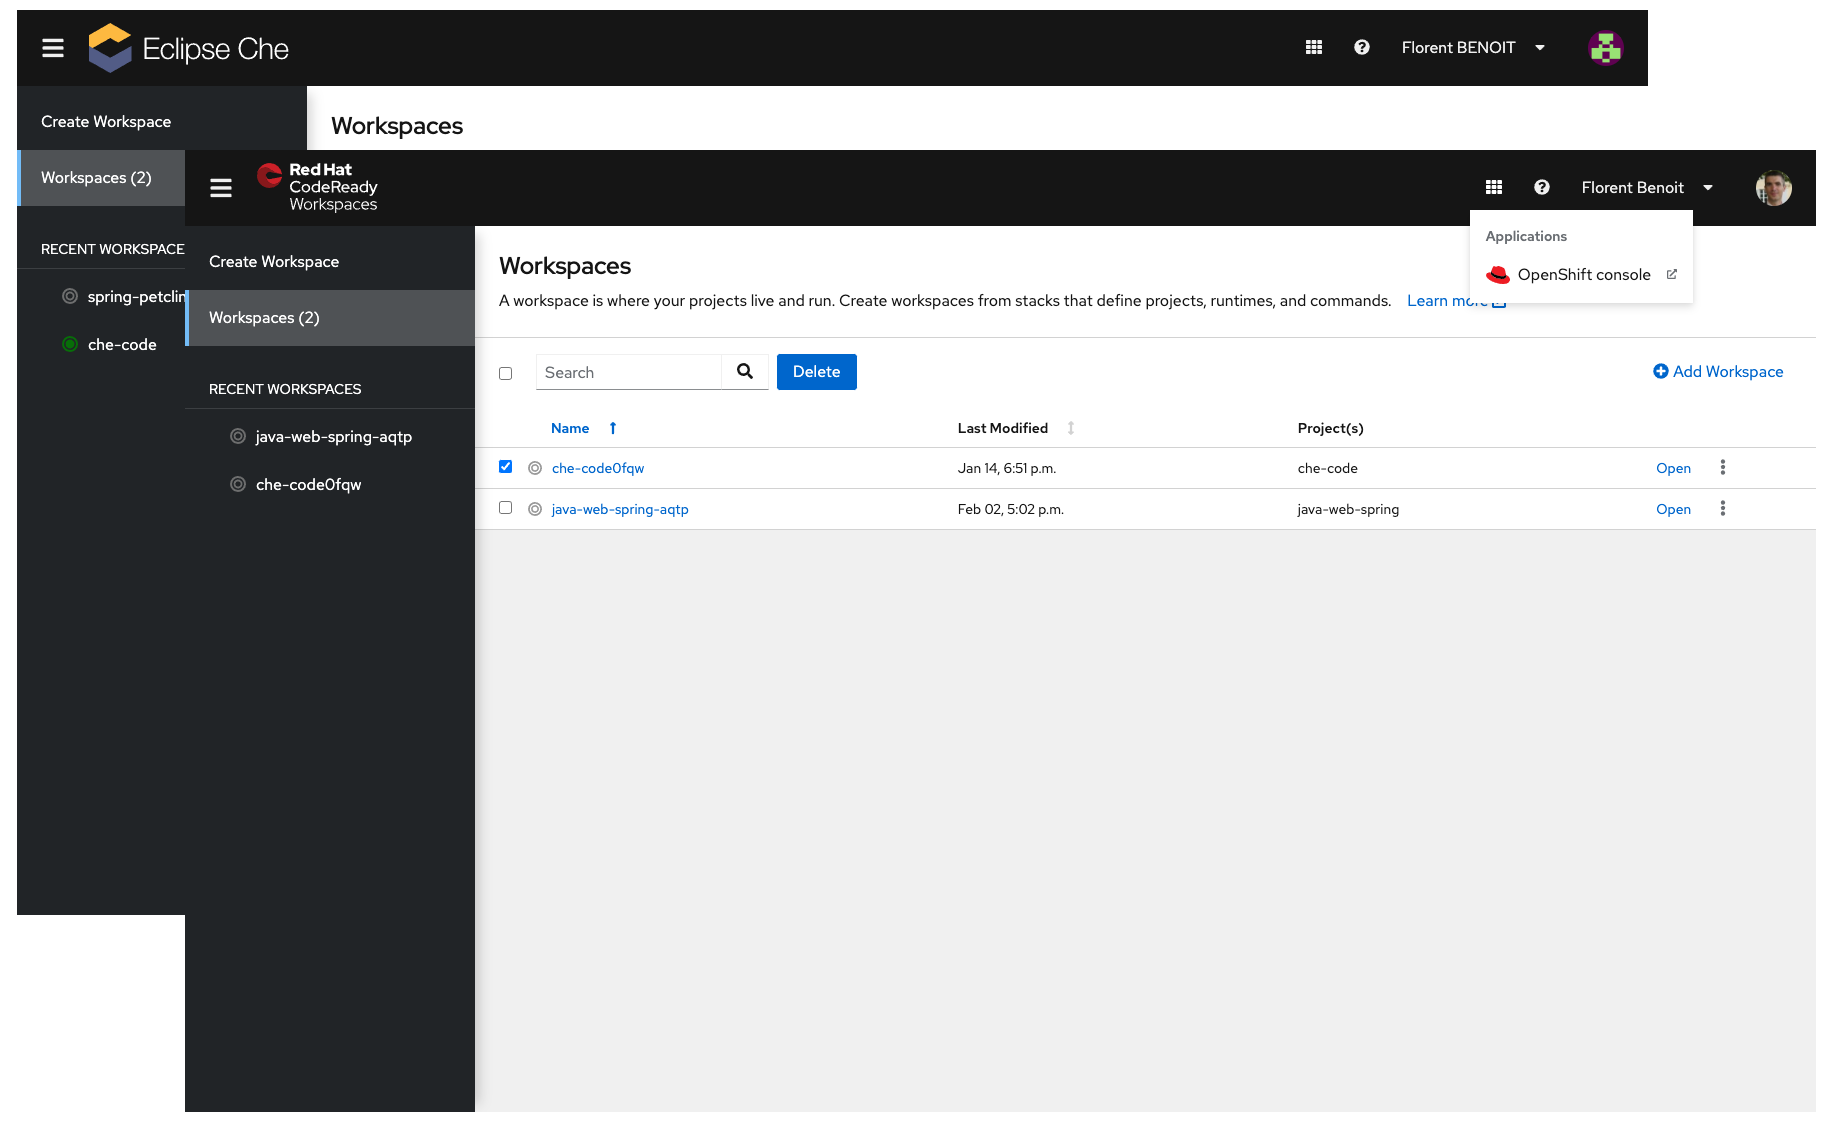 Eclipse Che
Florent BENOIT
Create Workspace
Workspaces
Workspaces (2)
RECENT WORKSPACE
spring-petclin
che-code
Red Hat
CodeReady
Workspaces
Florent Benoit
Applications
OpenShift console
Create Workspace
Workspaces (2)
RECENT WORKSPACES
java-web-spring-aqtp
che-code0fqw
Workspaces
A workspace is where your projects live and run. Create workspaces from stacks that define projects, runtimes, and commands. Learn more
Search Delete Add Workspace
Name Last Modified Project(s)
che-code0fqw Jan 14, 6:51 p.m. che-code Open
java-web-spring-aqtp Feb 02, 5:02 p.m. java-web-spring Open